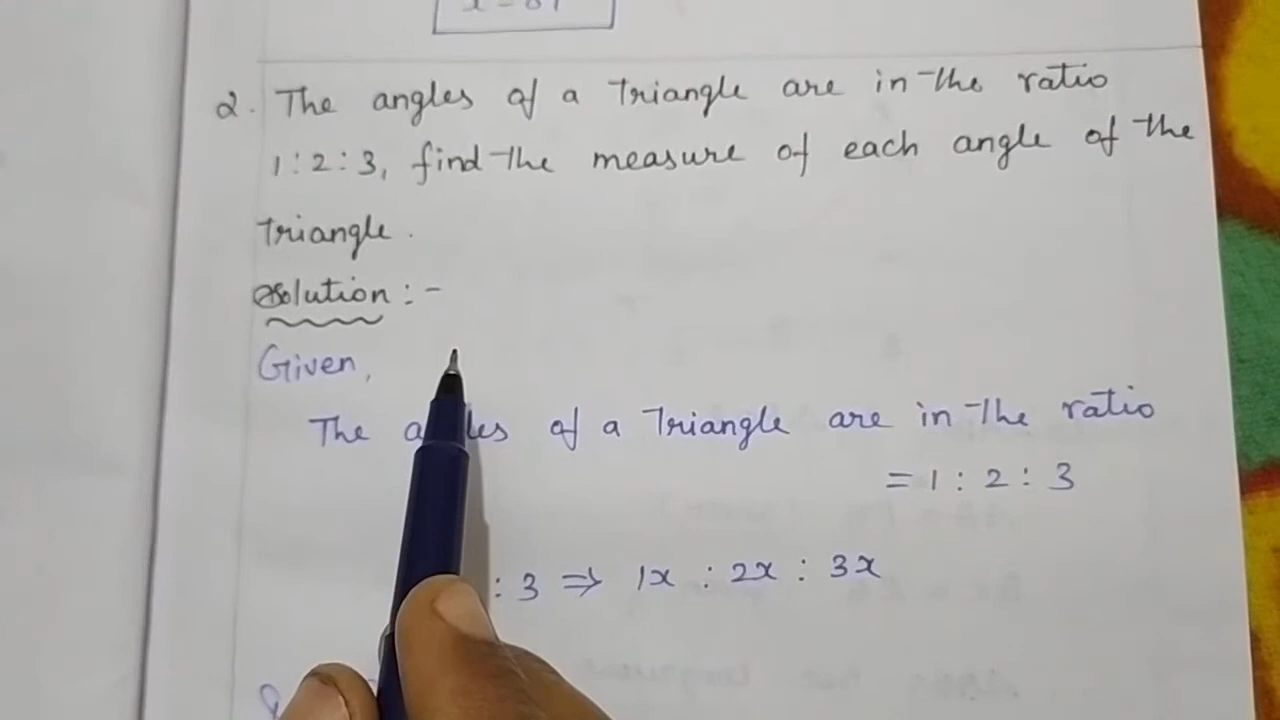 2. The angles of a triangle are in the ratio
1 : 2 : 3, find the measure of each angle of the
triangle.
solution : -
Given,
The of a triangle are in the ratio
= 1 : 2 : 3
: 3 ⇒ 1x : 2x : 3x